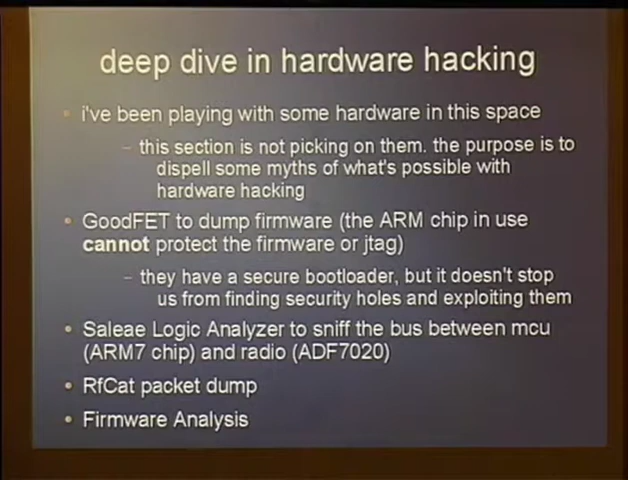 deep dive in hardware hacking
i've been playing with some hardware in this space
– this section is not picking on them. the purpose is to
dispell some myths of what's possible with
hardware hacking
GoodFET to dump firmware (the ARM chip in use
cannot protect the firmware or jtag)
– they have a secure bootloader, but it doesn't stop
us from finding security holes and exploiting them
Saleae Logic Analyzer to sniff the bus between mcu
(ARM7 chip) and radio (ADF7020)
RfCat packet dump
Firmware Analysis